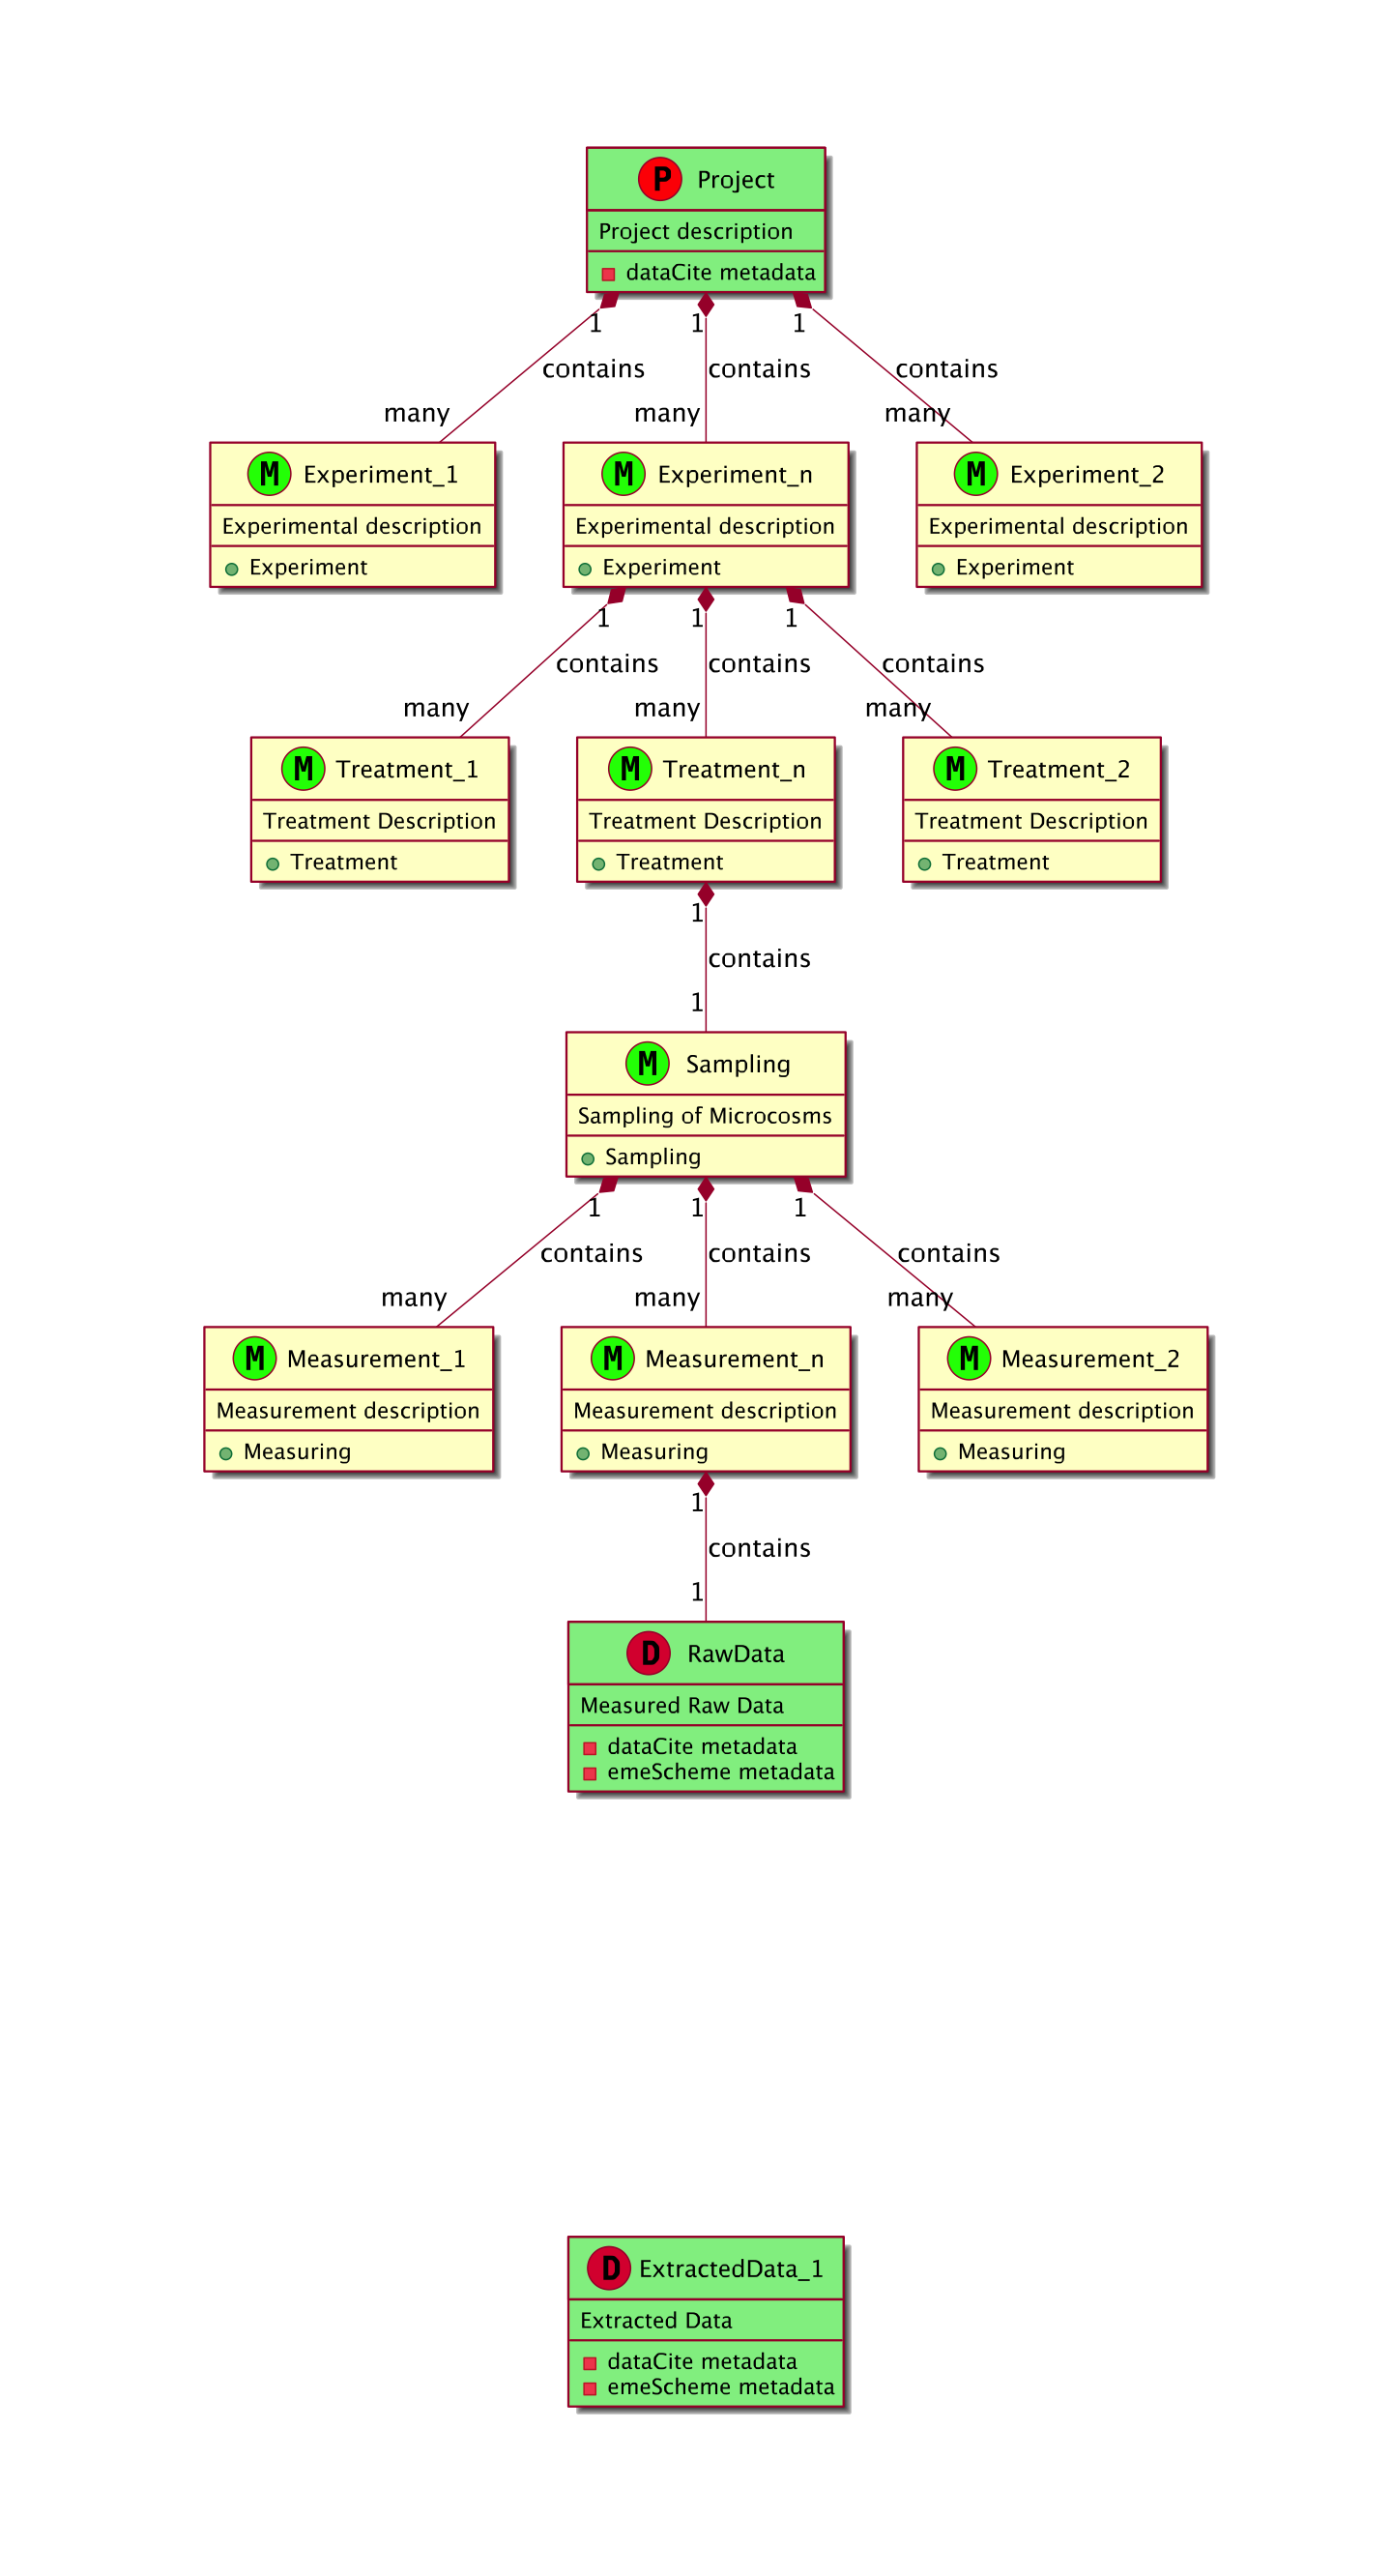 P Project
Project description
dataCite metadata
1 1 1
contains contains contains
many many many
M Experiment_1 M Experiment_n M Experiment_2
Experimental description Experimental description Experimental description
Experiment Experiment Experiment
1 1 1
contains contains contains
many many many
M Treatment_1 M Treatment_n M Treatment_2
Treatment Description Treatment Description Treatment Description
Treatment Treatment Treatment
1
contains
1
M Sampling
Sampling of Microcosms
Sampling
1 1 1
contains contains contains
many many many
M Measurement_1 M Measurement_n M Measurement_2
Measurement description Measurement description Measurement description
Measuring Measuring Measuring
1
contains
1
D RawData
Measured Raw Data
dataCite metadata
emeScheme metadata
D ExtractedData_1
Extracted Data
dataCite metadata
emeScheme metadata